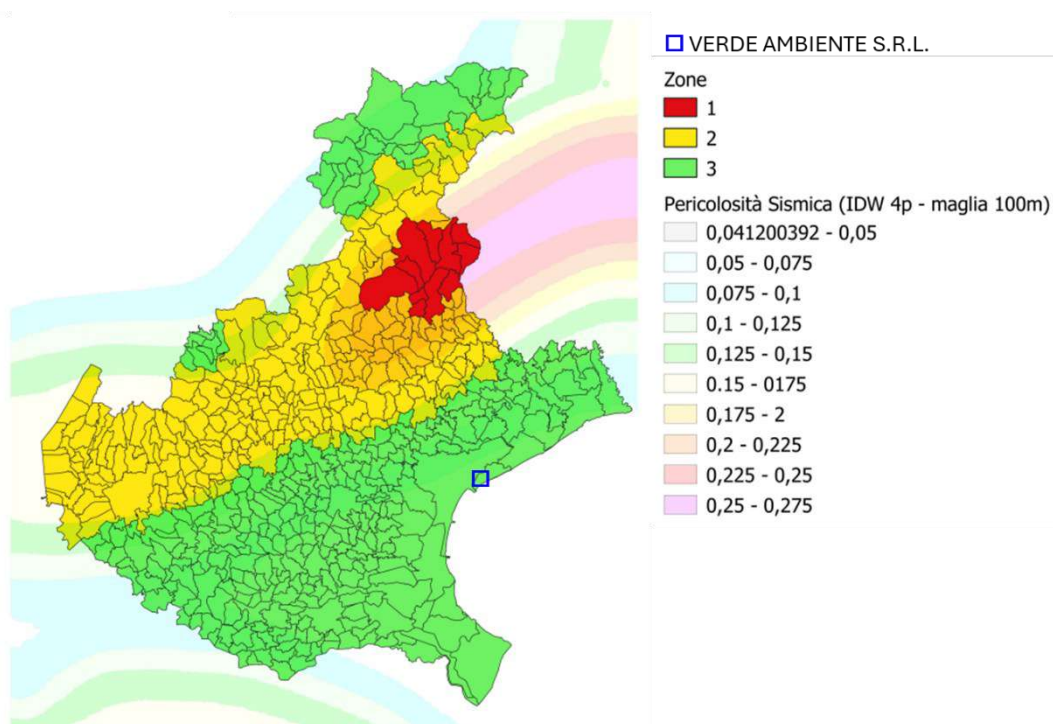 VERDE AMBIENTE S.R.L.
Zone
1
2
3
Pericolosità Sismica (IDW 4p - maglia 100m)
0,041200392 - 0,05
0,05 - 0,075
0,075 - 0,1
0,1 - 0,125
0,125 - 0,15
0.15 - 0175
0,175 - 2
0,2 - 0,225
0,225 - 0,25
0,25 - 0,275